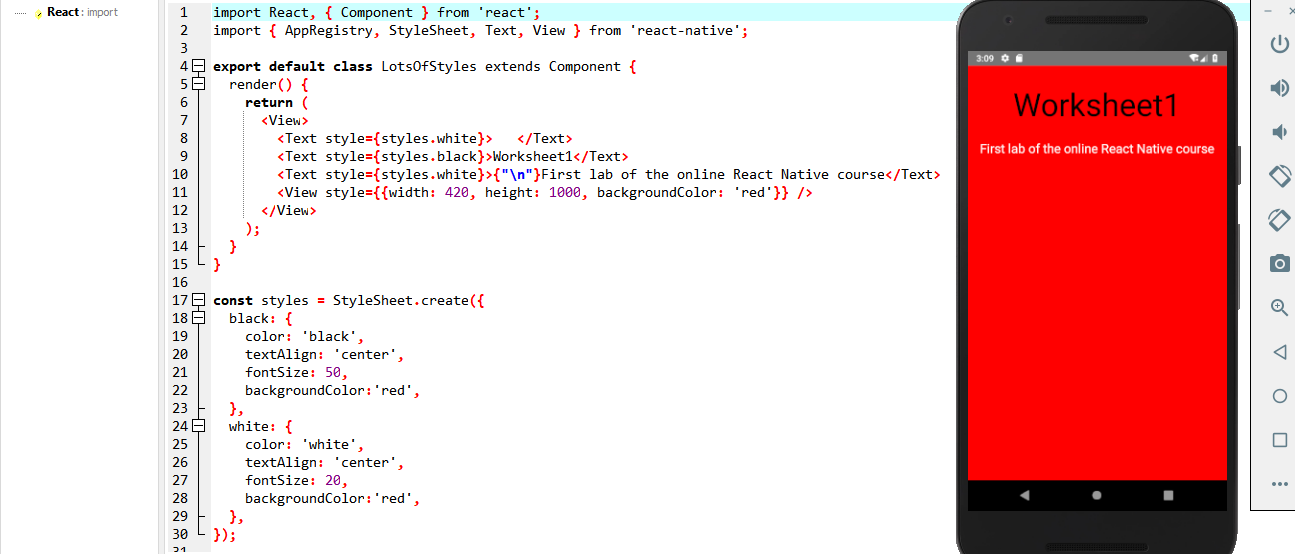 React: import
1 import React, { Component } from 'react';
2 import { AppRegistry, StyleSheet, Text, View } from 'react-native';
3
4 export default class LotsOfStyles extends Component {
5   render() {
6     return (
7       <View>
8         <Text style={styles.white}>   </Text>
9         <Text style={styles.black}>Worksheet1</Text>
10         <Text style={styles.white}>{"\n"}First lab of the online React Native course</Text>
11         <View style={{width: 420, height: 1000, backgroundColor: 'red'}} />
12       </View>
13     );
14   }
15 }
16
17 const styles = StyleSheet.create({
18   black: {
19     color: 'black',
20     textAlign: 'center',
21     fontSize: 50,
22     backgroundColor:'red',
23   },
24   white: {
25     color: 'white',
26     textAlign: 'center',
27     fontSize: 20,
28     backgroundColor:'red',
29   },
30 });
31
3:09
Worksheet1
First lab of the online React Native course